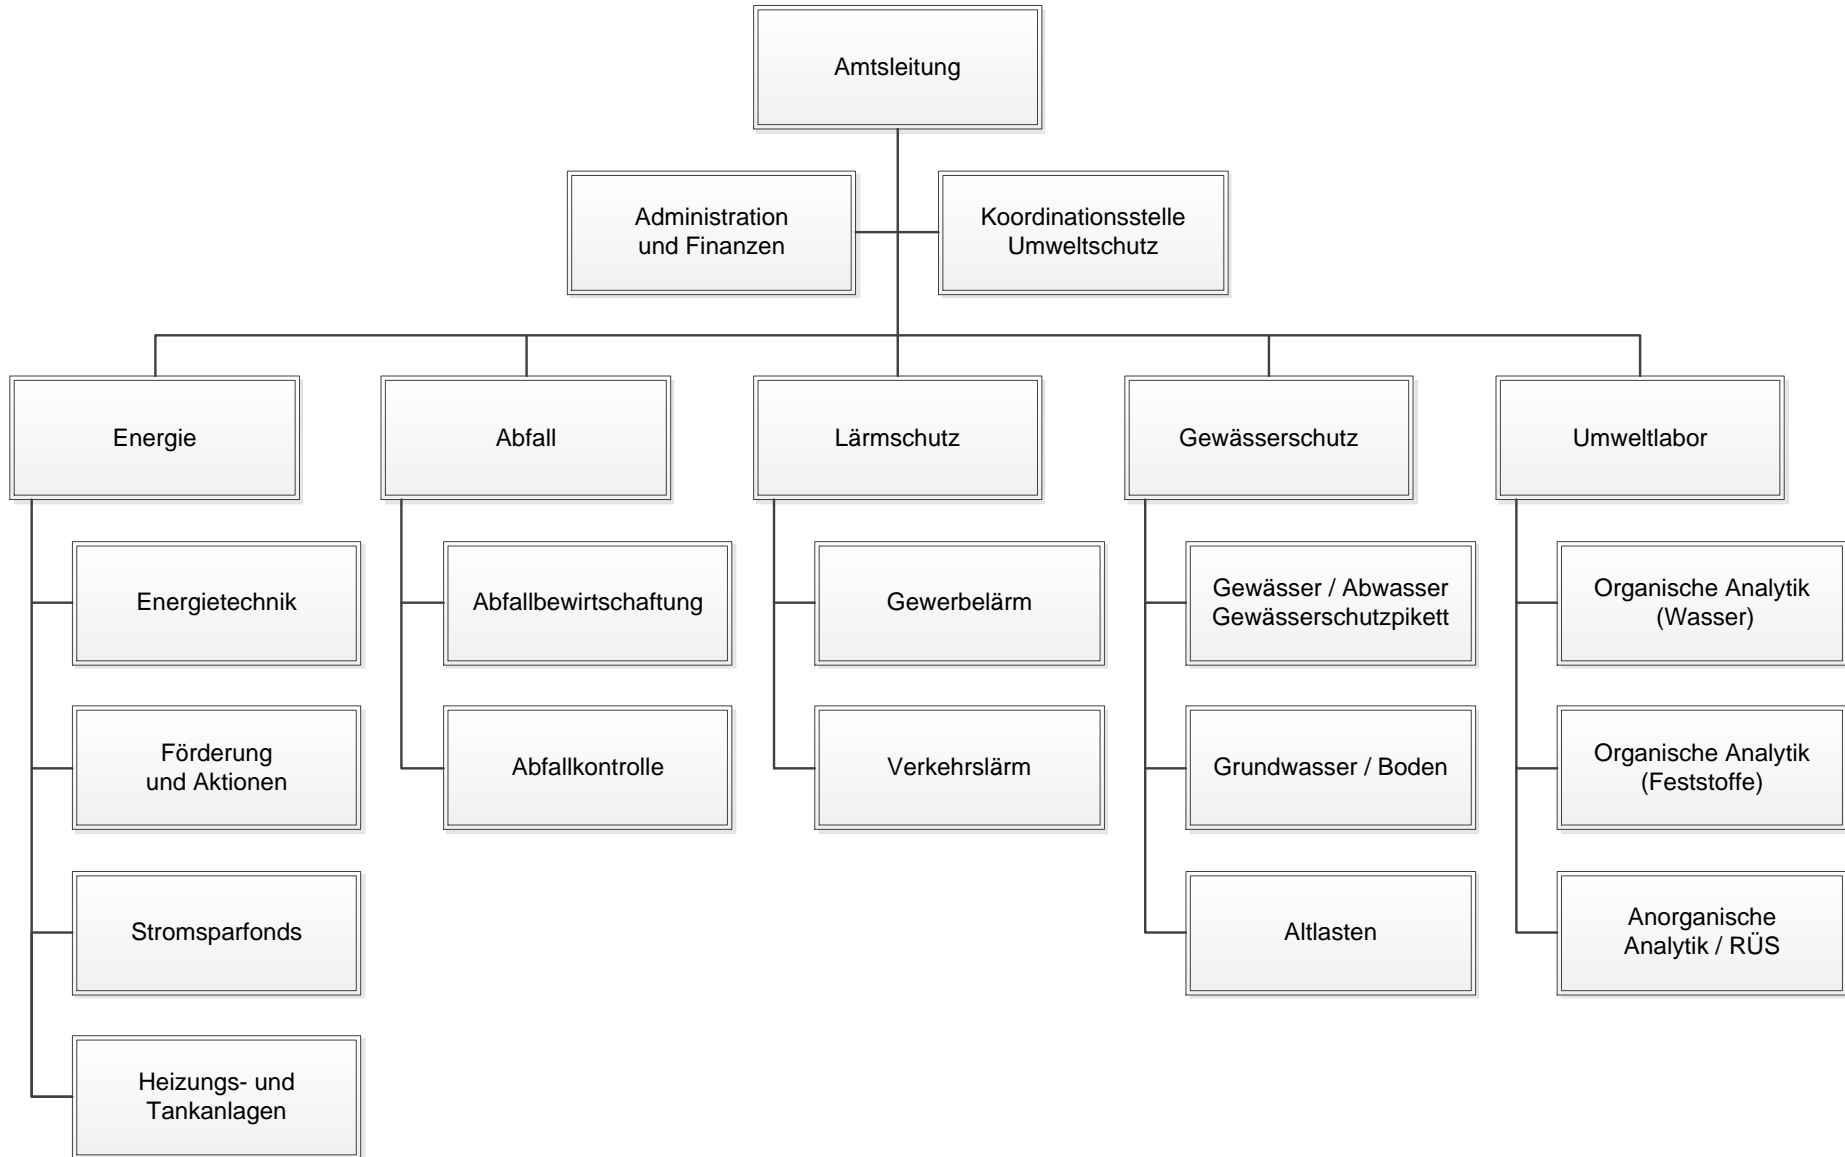 Amtsleitung
Administration
und Finanzen
Koordinationsstelle
Umweltschutz
Energie
Abfall
Lärmschutz
Gewässerschutz
Umweltlabor
Energietechnik
Abfallbewirtschaftung
Gewerbelärm
Gewässer / Abwasser
Gewässerschutzpikett
Organische Analytik
(Wasser)
Förderung
und Aktionen
Abfallkontrolle
Verkehrslärm
Grundwasser / Boden
Organische Analytik
(Feststoffe)
Stromsparfonds
Altlasten
Anorganische
Analytik / RÜS
Heizungs- und
Tankanlagen